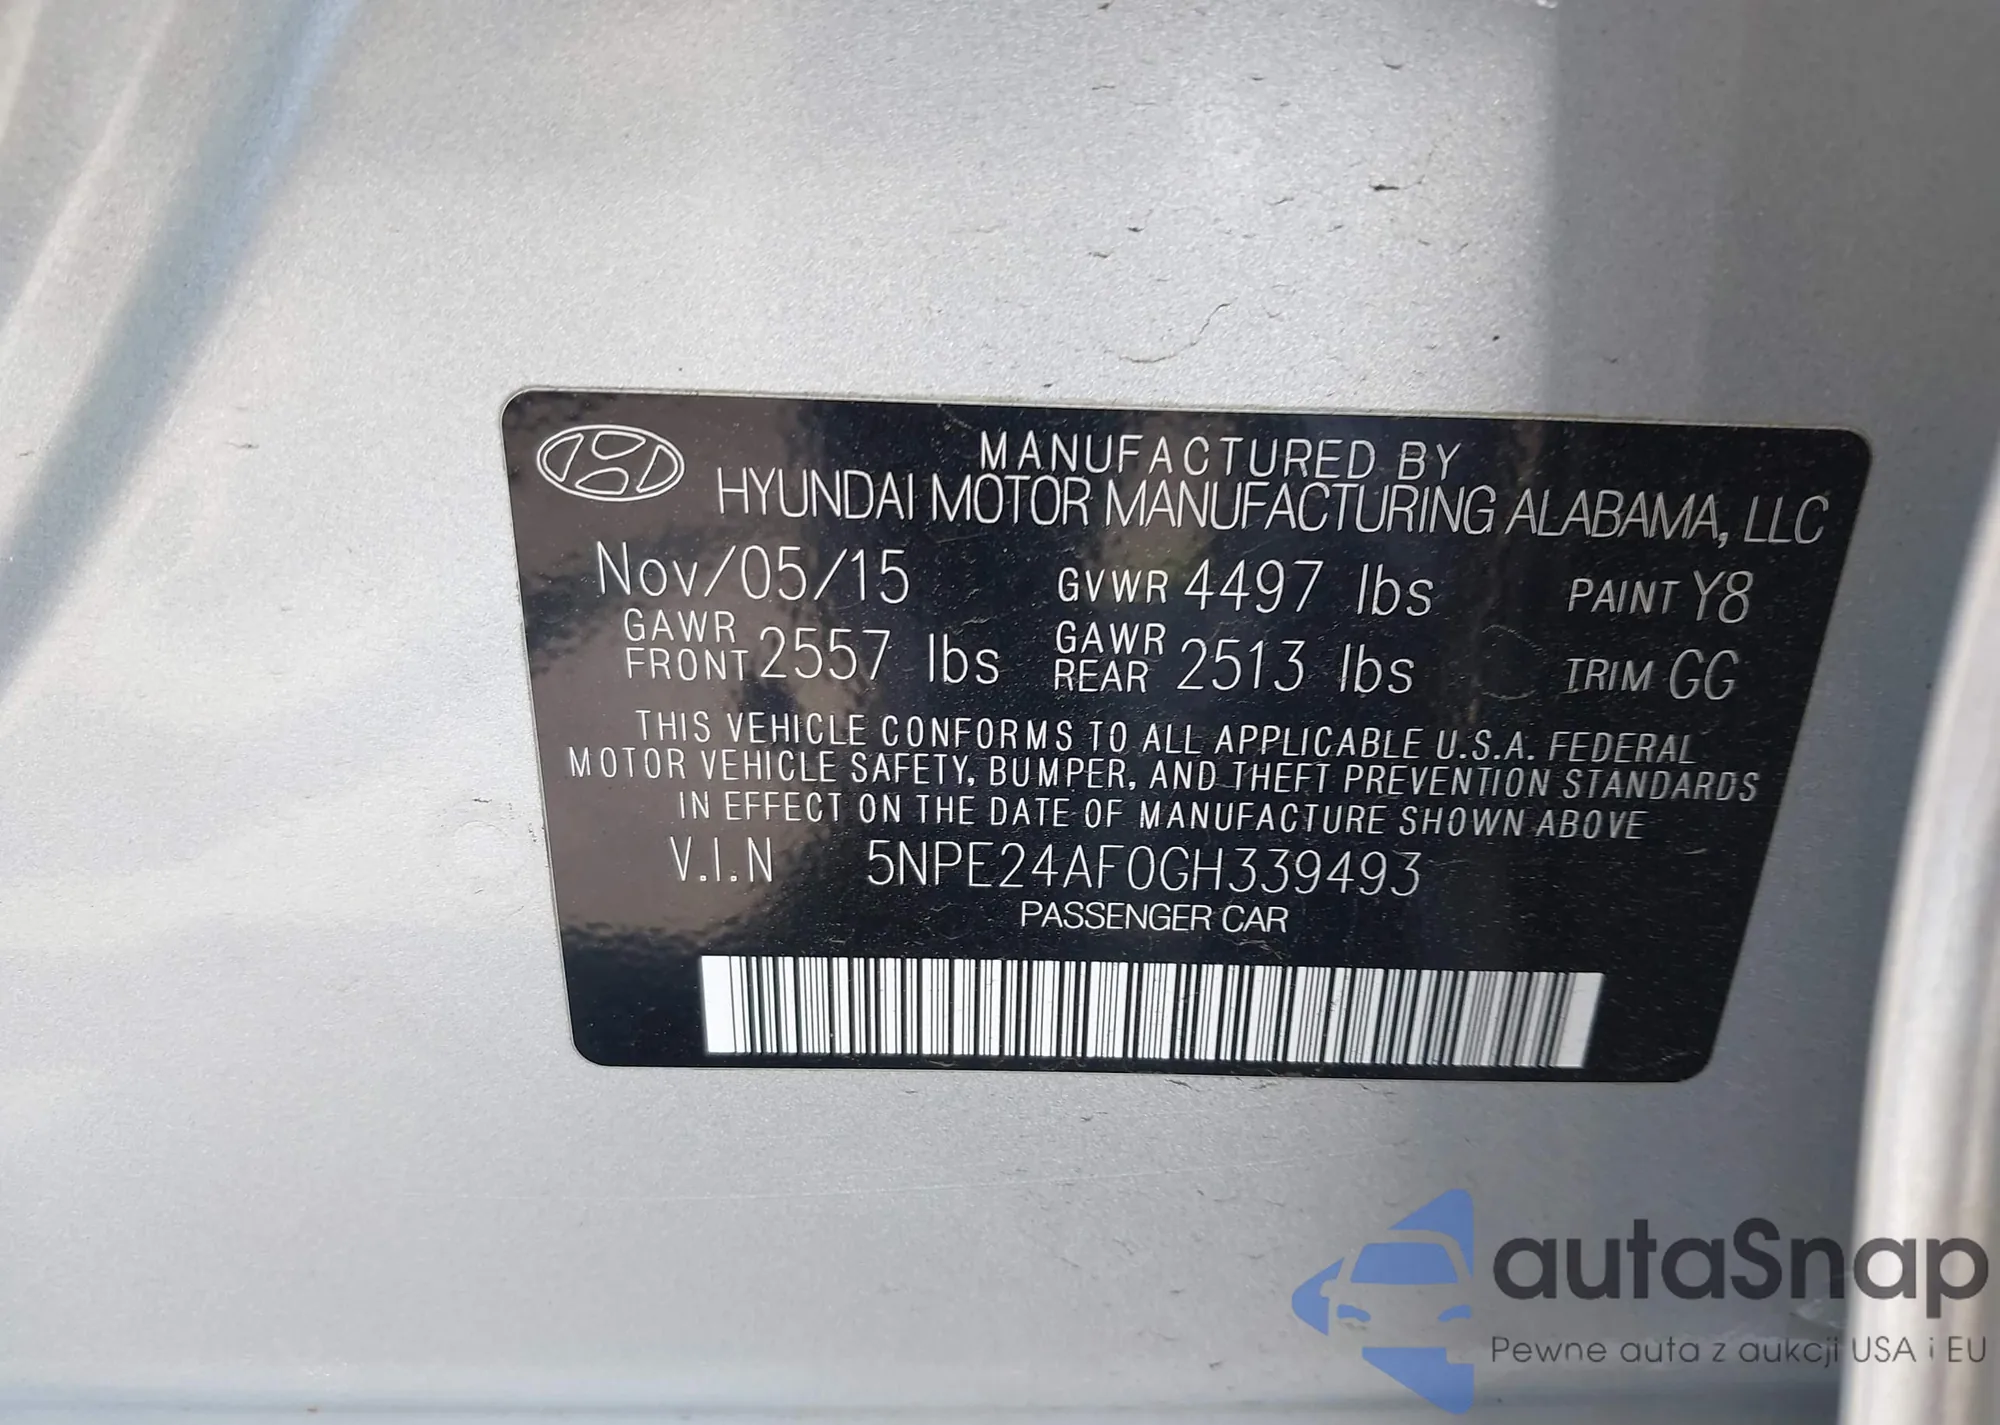 MANUFACTURED BY
HYUNDAI MOTOR MANUFACTURING ALABAMA, LLC
Nov/05/15 GVWR 4497 lbs PAINT Y8
GAWR FRONT 2557 lbs GAWR REAR 2513 lbs TRIM GG
THIS VEHICLE CONFORMS TO ALL APPLICABLE U.S.A. FEDERAL
MOTOR VEHICLE SAFETY, BUMPER, AND THEFT PREVENTION STANDARDS
IN EFFECT ON THE DATE OF MANUFACTURE SHOWN ABOVE
V.I.N 5NPE24AF0GH339493
PASSENGER CAR
autaSnap
Pewne auta z aukcji USA i EU